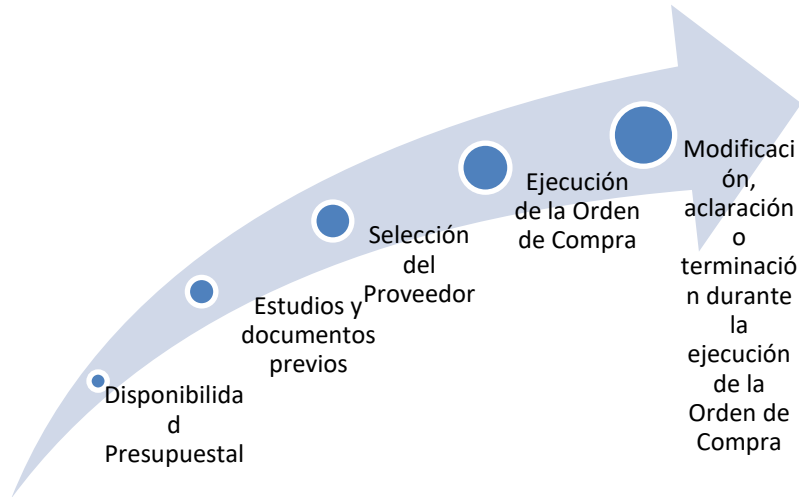 Disponibilida
d
Presupuestal
Estudios y
documentos
previos
Selección
del
Proveedor
Ejecución
de la Orden
de Compra
Modificaci
ón,
aclaración
o
terminació
n durante
la
ejecución
de la
Orden de
Compra